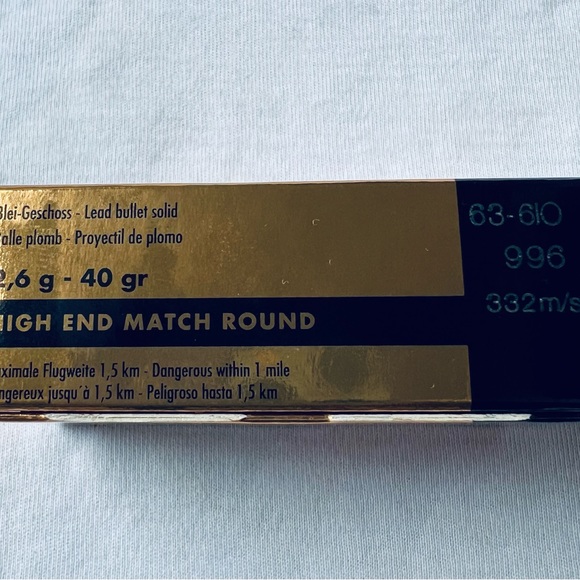 Blei-Geschoss - Lead bullet solid
Balle plomb - Proyectil de plomo
2,6 g - 40 gr
HIGH END MATCH ROUND
aximale Flugweite 1,5 km - Dangerous within 1 mile
ngereux jusqu'à 1,5 km - Peligroso hasta 1,5 km
63-610
996
332m/s